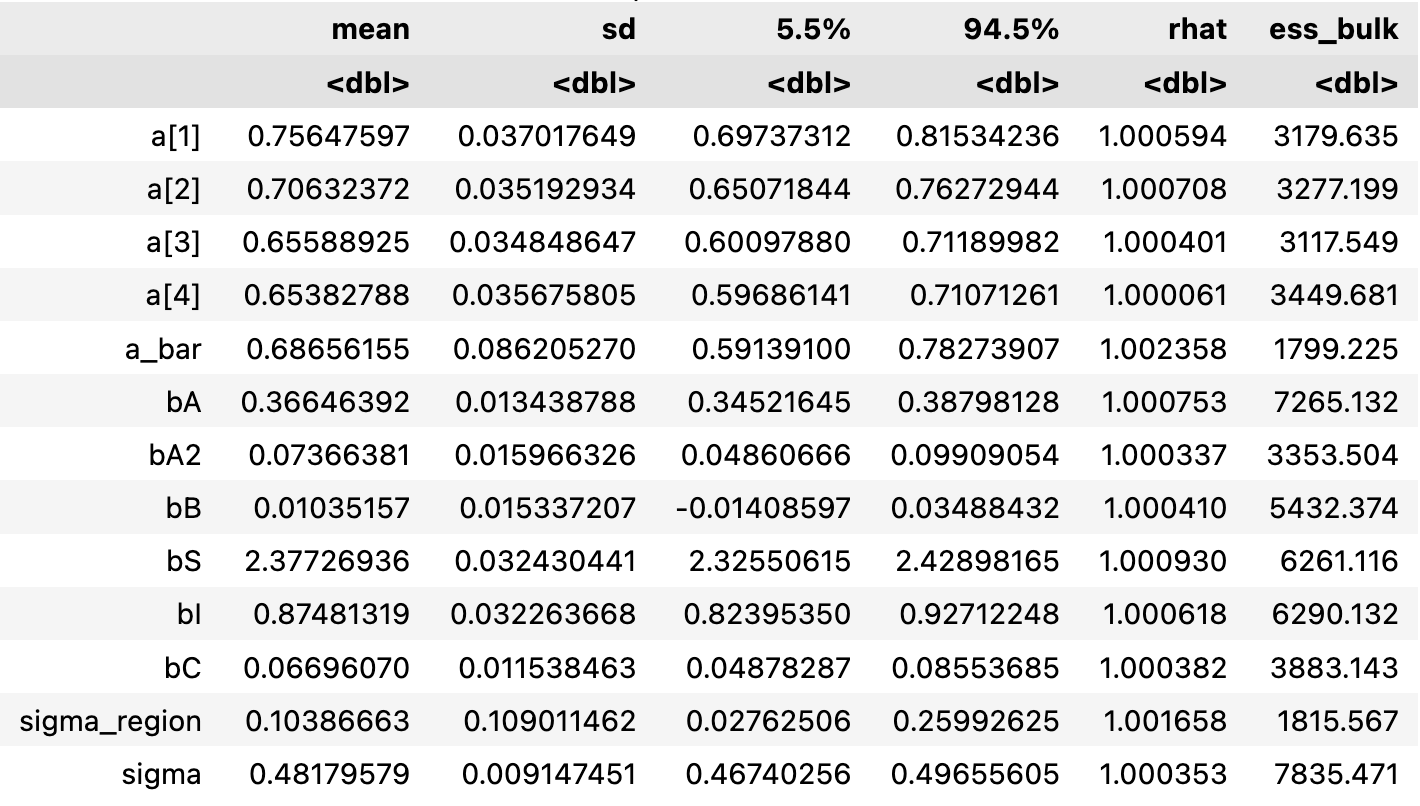 mean sd 5.5% 94.5% rhat ess_bulk
<dbl> <dbl> <dbl> <dbl> <dbl> <dbl>
a[1] 0.75647597 0.037017649 0.69737312 0.81534236 1.000594 3179.635
a[2] 0.70632372 0.035192934 0.65071844 0.76272944 1.000708 3277.199
a[3] 0.65588925 0.034848647 0.60097880 0.71189982 1.000401 3117.549
a[4] 0.65382788 0.035675805 0.59686141 0.71071261 1.000061 3449.681
a_bar 0.68656155 0.086205270 0.59139100 0.78273907 1.002358 1799.225
bA 0.36646392 0.013438788 0.34521645 0.38798128 1.000753 7265.132
bA2 0.07366381 0.015966326 0.04860666 0.09909054 1.000337 3353.504
bB 0.01035157 0.015337207 -0.01408597 0.03488432 1.000410 5432.374
bS 2.37726936 0.032430441 2.32550615 2.42898165 1.000930 6261.116
bI 0.87481319 0.032263668 0.82395350 0.92712248 1.000618 6290.132
bC 0.06696070 0.011538463 0.04878287 0.08553685 1.000382 3883.143
sigma_region 0.10386663 0.109011462 0.02762506 0.25992625 1.001658 1815.567
sigma 0.48179579 0.009147451 0.46740256 0.49655605 1.000353 7835.471